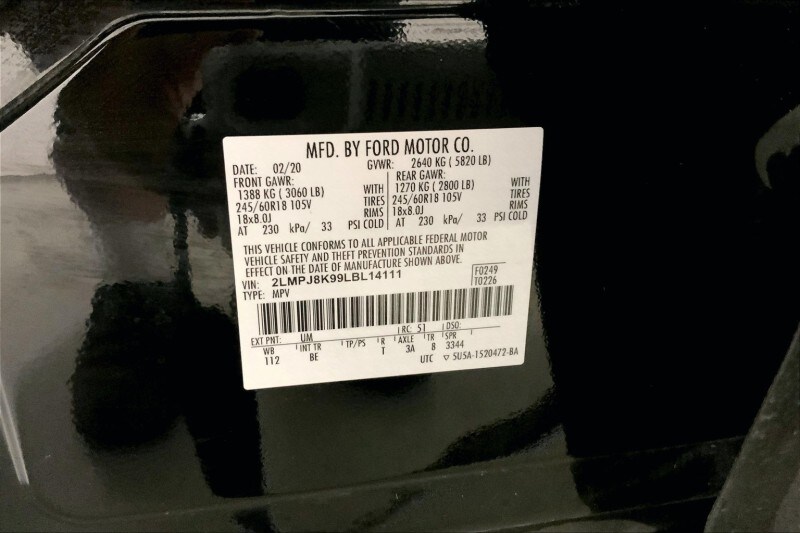 MFD. BY FORD MOTOR CO.
DATE: 02/20 GVWR: 2640 KG ( 5820 LB)
FRONT GAWR: REAR GAWR:
1388 KG ( 3060 LB) WITH 1270 KG ( 2800 LB) WITH
245/60R18 105V TIRES 245/60R18 105V TIRES
18x8.0J RIMS 18x8.0J RIMS
AT 230 kPa/ 33 PSI COLD AT 230 kPa/ 33 PSI COLD
THIS VEHICLE CONFORMS TO ALL APPLICABLE FEDERAL MOTOR
VEHICLE SAFETY AND THEFT PREVENTION STANDARDS IN
EFFECT ON THE DATE OF MANUFACTURE SHOWN ABOVE.
VIN: 2LMPJ8K99LBL14111 F0249
TYPE: MPV T0226
EXT PNT: UM RC: 51 DSO:
WB INT TR TP/PS R AXLE TR SPR
112 BE T 3A B 3344
UTC ▽ 5U5A-1520472-BA